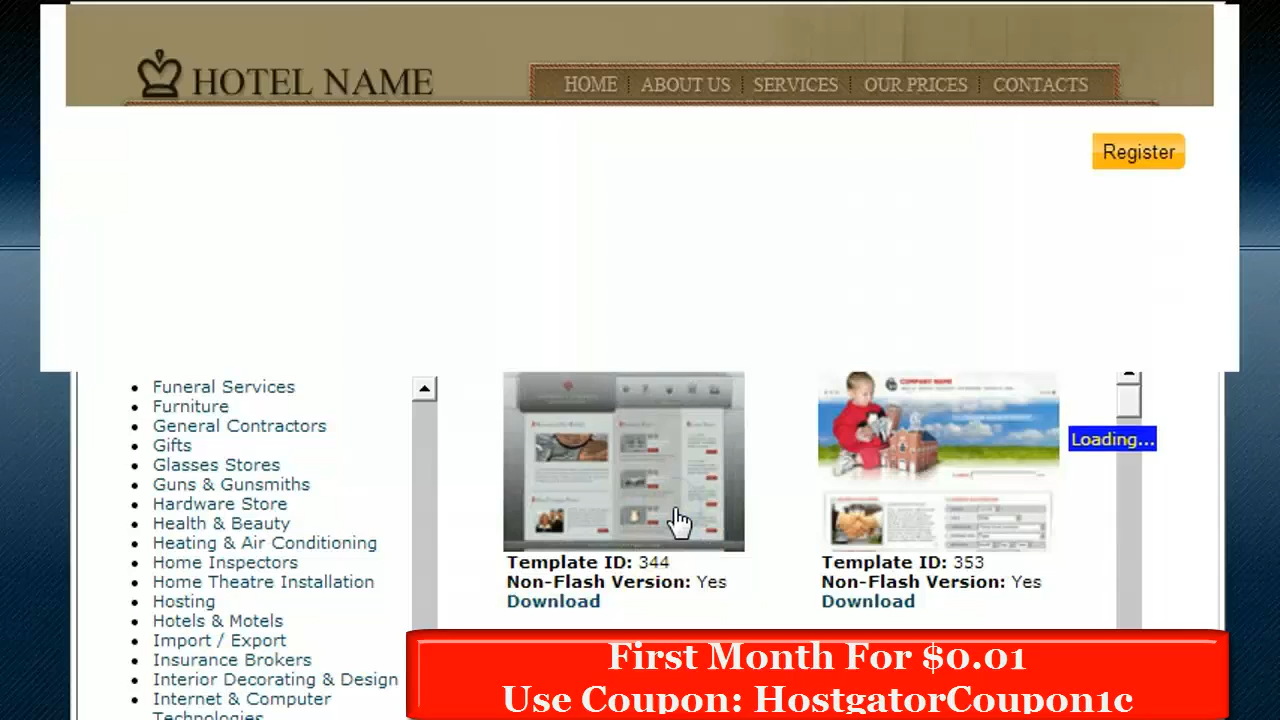 HOTEL NAME
HOME ABOUT US SERVICES OUR PRICES CONTACTS
Register
Funeral Services
Furniture
General Contractors
Gifts
Glasses Stores
Guns & Gunsmiths
Hardware Store
Health & Beauty
Heating & Air Conditioning
Home Inspectors
Home Theatre Installation
Hosting
Hotels & Motels
Import / Export
Insurance Brokers
Interior Decorating & Design
Internet & Computer
Technologies
COMPANY NAME
Loading...
Template ID: 344
Non-Flash Version: Yes
Download
Template ID: 353
Non-Flash Version: Yes
Download
First Month For $0.01
Use Coupon: HostgatorCoupon1c